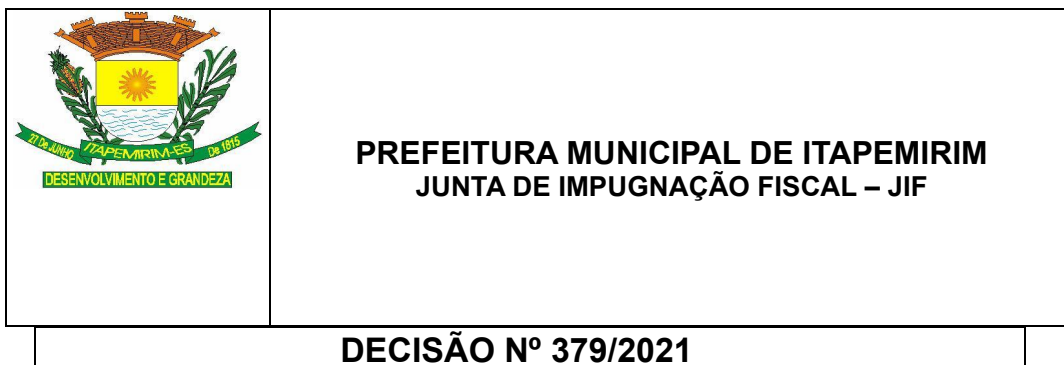 27 De JUNHO ITAPEMIRIM-ES De 1815
DESENVOLVIMENTO E GRANDEZA
PREFEITURA MUNICIPAL DE ITAPEMIRIM
JUNTA DE IMPUGNAÇÃO FISCAL – JIF
DECISÃO Nº 379/2021